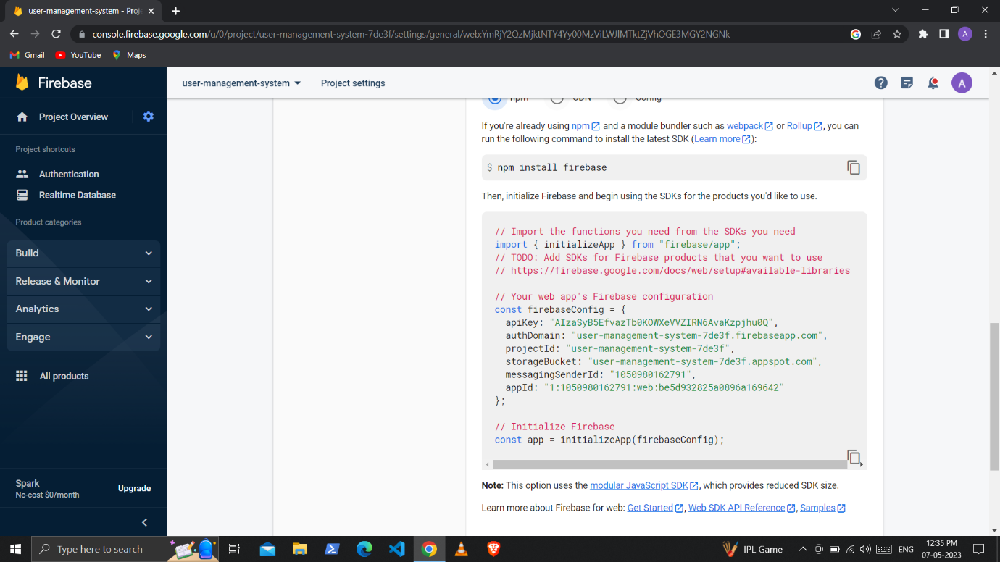 user-management-system - Proj
console.firebase.google.com/u/0/project/user-management-system-7de3f/settings/general/web:YmRjY2QzMjktNTY4Yy00MzViLWJlMTktZjVhOGE3MGY2NGNk
A
Gmail
YouTube
Maps
Firebase
user-management-system
Project settings
A
Project Overview
Project shortcuts
Authentication
Realtime Database
Product categories
Build
Release & Monitor
Analytics
Engage
All products
Spark
No-cost $0/month
Upgrade
npm
CDN
Config
If you're already using npm and a module bundler such as webpack or Rollup, you can
run the following command to install the latest SDK (Learn more):
$ npm install firebase
Then, initialize Firebase and begin using the SDKs for the products you'd like to use.
// Import the functions you need from the SDKs you need
import { initializeApp } from "firebase/app";
// TODO: Add SDKs for Firebase products that you want to use
// https://firebase.google.com/docs/web/setup#available-libraries
// Your web app's Firebase configuration
const firebaseConfig = {
apiKey: "AIzaSyB5EfvazTb0KOWXeVVZIRN6AvaKzpjhu0Q",
authDomain: "user-management-system-7de3f.firebaseapp.com",
projectId: "user-management-system-7de3f",
storageBucket: "user-management-system-7de3f.appspot.com",
messagingSenderId: "1050980162791",
appId: "1:1050980162791:web:be5d932825a0896a169642"
};
// Initialize Firebase
const app = initializeApp(firebaseConfig);
Note: This option uses the modular JavaScript SDK, which provides reduced SDK size.
Learn more about Firebase for web: Get Started, Web SDK API Reference, Samples
Type here to search
IPL Game
ENG
12:35 PM
07-05-2023